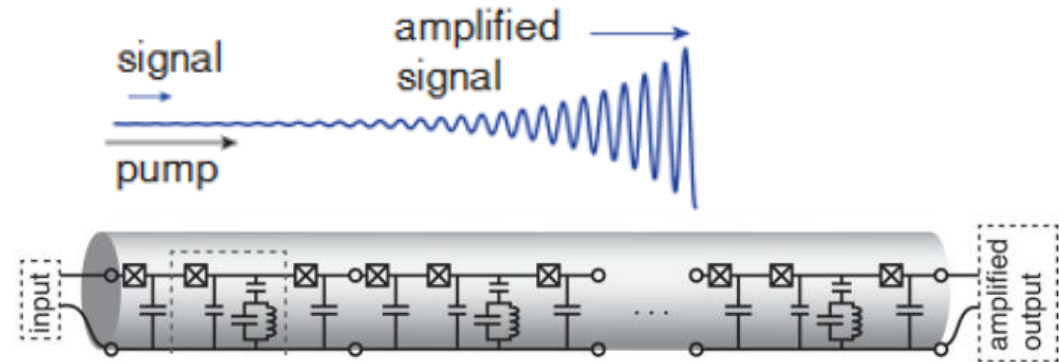 signal
amplified
signal
pump
input
. . .
amplified
output